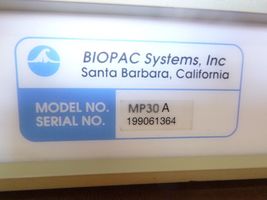 BIOPAC Systems, Inc
Santa Barbara, California
MODEL NO. MP30 A
SERIAL NO. 199061364